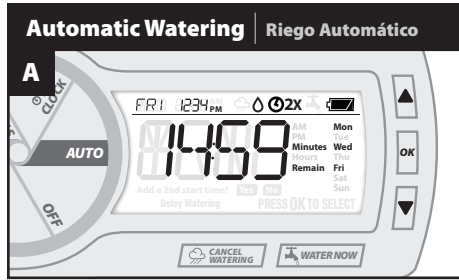 Automatic Watering | Riego Automático
A
CLOCK
AUTO
OFF
FRI 12:34 PM 2X
14:59
AM
PM
Minutes
Hours
Remain
Mon
Tue
Wed
Thu
Fri
Sat
Sun
Add a 2nd start time? Yes No
Delay Watering PRESS OK TO SELECT
OK
CANCEL WATERING
WATER NOW